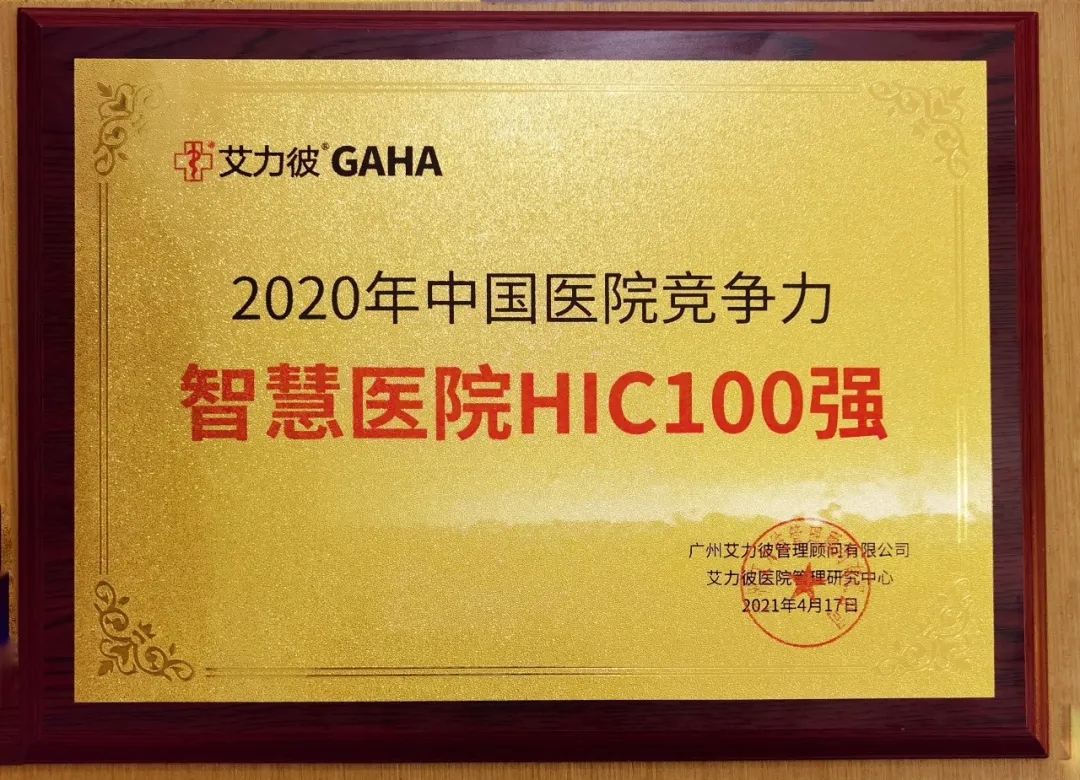 艾力彼® GAHA
2020年中国医院竞争力
智慧医院HIC100强
广州艾力彼管理顾问有限公司
艾力彼医院管理研究中心
2021年4月17日